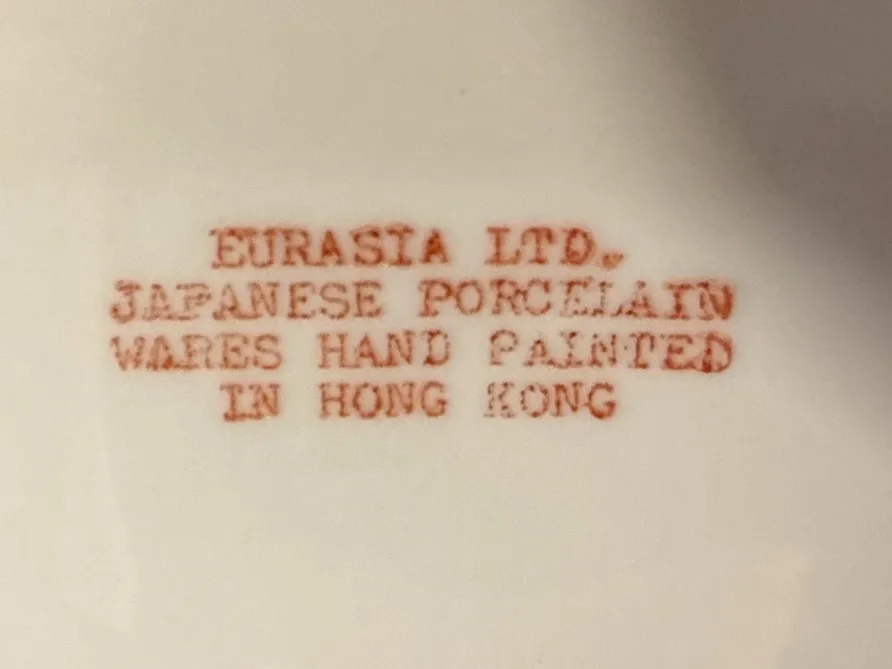 EURASIA LTD.
JAPANESE PORCELAIN
WARES HAND PAINTED
IN HONG KONG